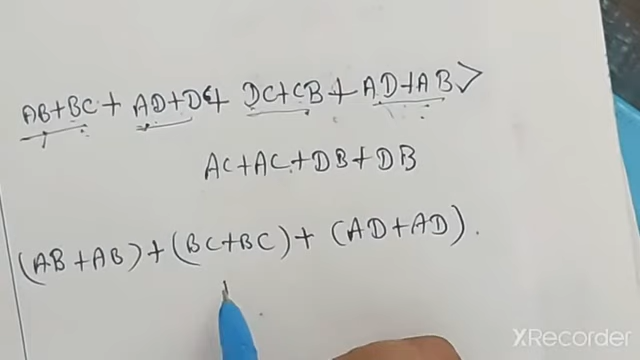 AB+BC+ AD+DC+ DC+CB+AD+AB>
AC+AC+DB+DB
(AB+AB)+(BC+BC)+ (AD+AD).
XRecorder